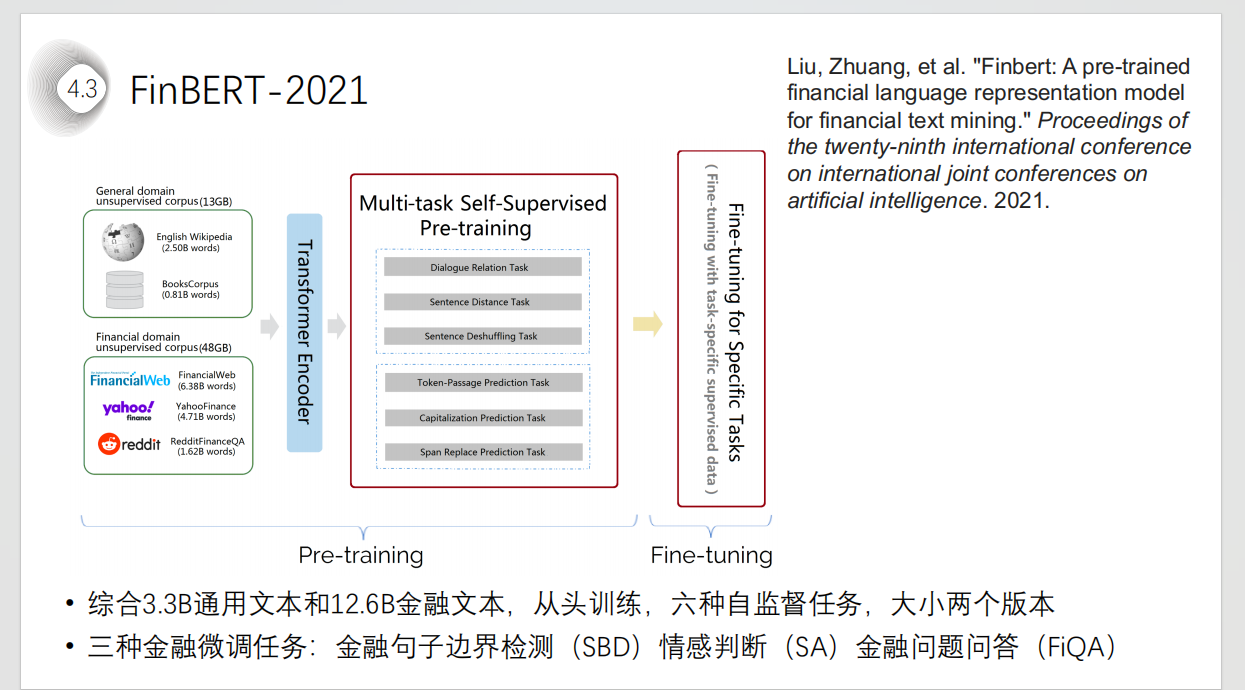 4.3
FinBERT-2021
Liu, Zhuang, et al. "Finbert: A pre-trained
financial language representation model
for financial text mining." Proceedings of
the twenty-ninth international conference
on international joint conferences on
artificial intelligence. 2021.
General domain
unsupervised corpus(13GB)
English Wikipedia
(2.50B words)
BooksCorpus
(0.81B words)
Financial domain
unsupervised corpus(48GB)
FinancialWeb
FinancialWeb
(6.38B words)
yahoo!
finance
YahooFinance
(4.71B words)
reddit
RedditFinanceQA
(1.62B words)
Transformer Encoder
Multi-task Self-Supervised
Pre-training
Dialogue Relation Task
Sentence Distance Task
Sentence Deshuffling Task
Token-Passage Prediction Task
Capitalization Prediction Task
Span Replace Prediction Task
Fine-tuning for Specific Tasks
( Fine-tuning with task-specific supervised data )
Pre-training
Fine-tuning
• 综合3.3B通用文本和12.6B金融文本，从头训练，六种自监督任务，大小两个版本
• 三种金融微调任务：金融句子边界检测（SBD）情感判断（SA）金融问题问答（FiQA）